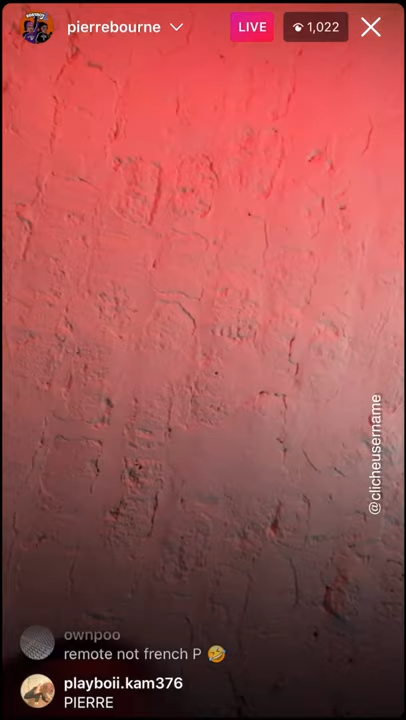 pierrebourne
LIVE
1,022
@clicheusername
ownpoo
remote not french P 🤣
playboii.kam376
PIERRE